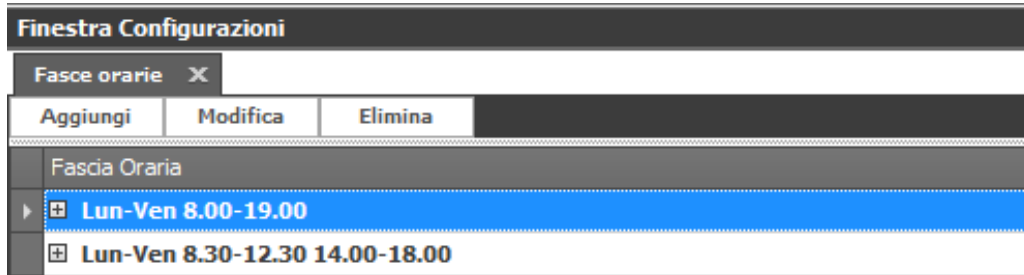 Finestra Configurazioni
Fasce orarie X
Aggiungi Modifica Elimina
Fascia Oraria
Lun-Ven 8.00-19.00
Lun-Ven 8.30-12.30 14.00-18.00